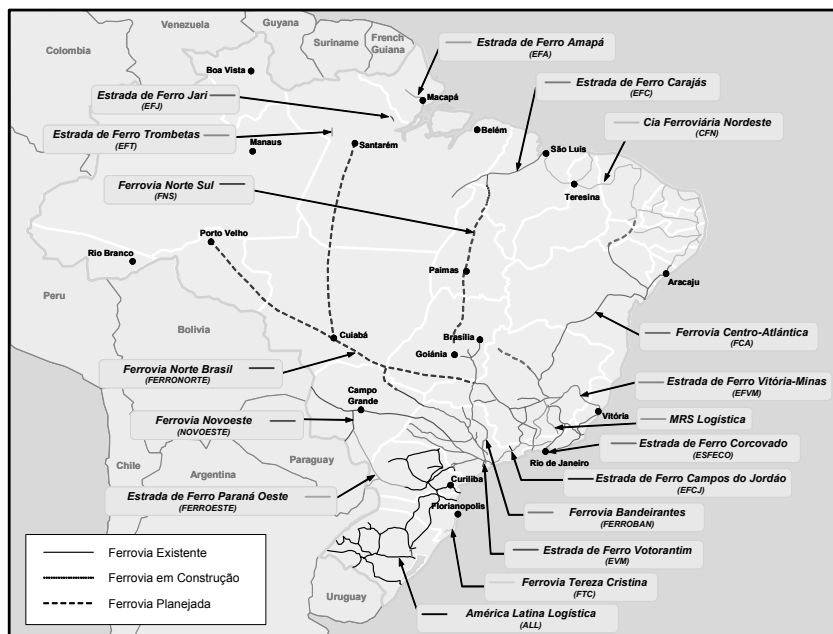 Venezuela
Guyana
Suriname
French
Guiana
Colombia
Estrada de Ferro Amapá
(EFA)
Boa Vista
Estrada de Ferro Carajás
(EFC)
Estrada de Ferro Jari
(EFJ)
Macapá
Estrada de Ferro Trombetas
(EFT)
Belém
Cia Ferroviária Nordeste
(CFN)
Manaus
Santarém
São Luis
Teresina
Ferrovia Norte Sul
(FNS)
Porto Velho
Rio Branco
Palmas
Aracaju
Peru
Bolivia
Cuiabá
Brasília
Goiánia
Ferrovia Centro-Atlántica
(FCA)
Ferrovia Norte Brasil
(FERRONORTE)
Estrada de Ferro Vitória-Minas
(EFVM)
Campo
Grande
Vitória
MRS Logística
Ferrovia Novoeste
(NOVOESTE)
Estrada de Ferro Corcovado
(ESFECO)
Rio de Janeiro
Paraguay
Chile
Argentina
Estrada de Ferro Campos do Jordáo
(EFCJ)
Curiliba
Estrada de Ferro Paraná Oeste
(FERROESTE)
Florianopolis
Ferrovia Bandeirantes
(FERROBAN)
Ferrovia Existente
Estrada de Ferro Votorantim
(EVM)
Ferrovia em Construção
Ferrovia Tereza Cristina
(FTC)
Ferrovia Planejada
Uruguay
América Latina Logística
(ALL)